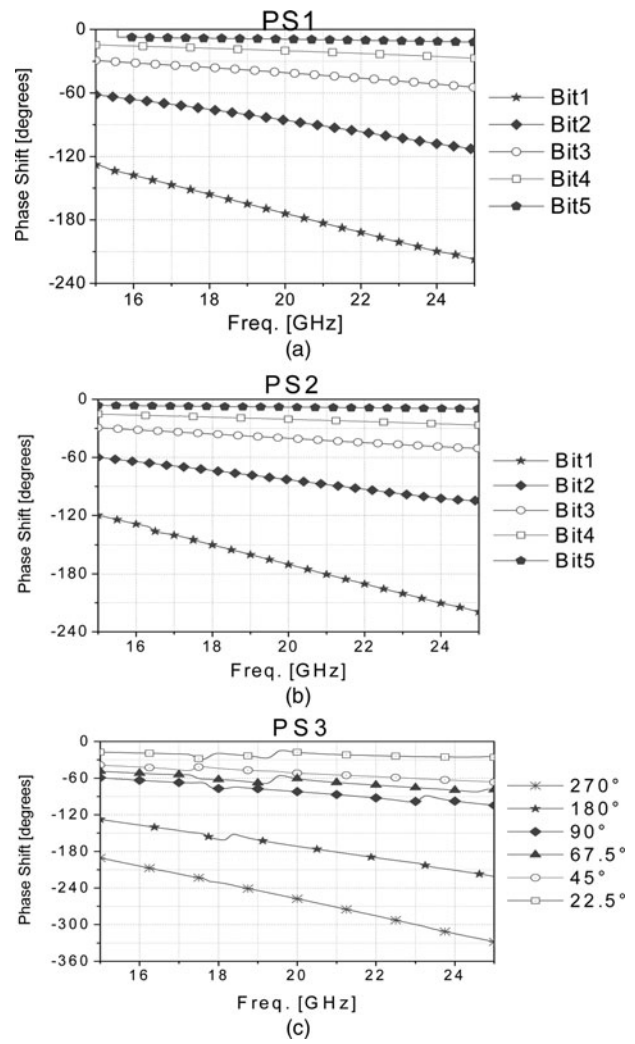 PS1
0
-60
-120
-180
-240
Phase Shift [degrees]
16 18 20 22 24
Freq. [GHz]
Bit1
Bit2
Bit3
Bit4
Bit5
(a)
PS2
0
-60
-120
-180
-240
Phase Shift [degrees]
16 18 20 22 24
Freq. [GHz]
Bit1
Bit2
Bit3
Bit4
Bit5
(b)
PS3
0
-60
-120
-180
-240
-300
-360
Phase Shift [degrees]
16 18 20 22 24
Freq. [GHz]
270°
180°
90°
67.5°
45°
22.5°
(c)